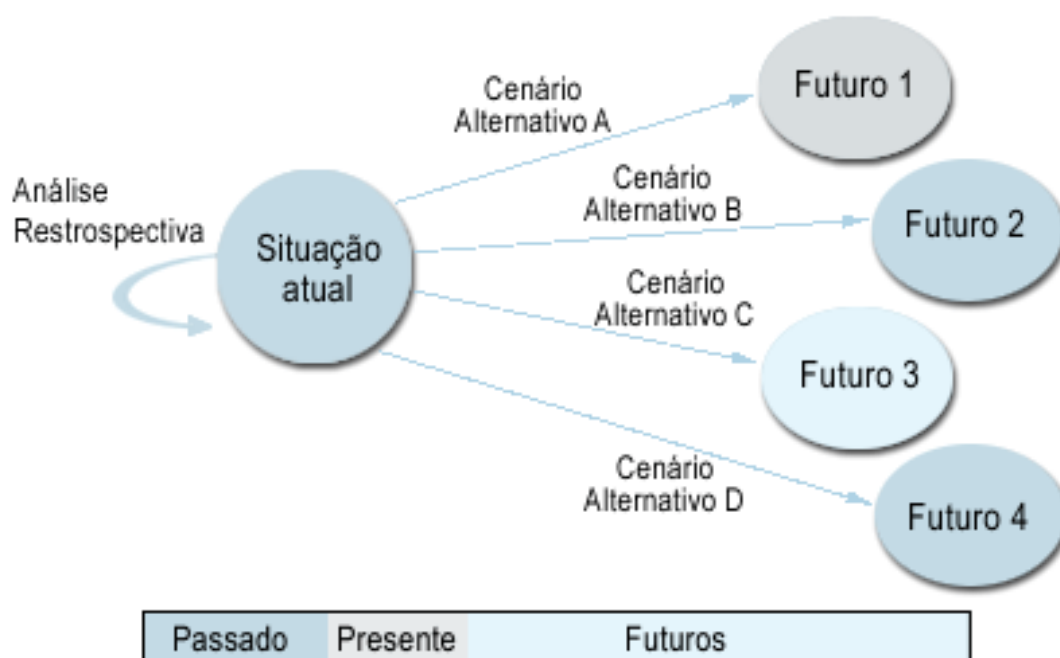 Cenário
Alternativo A
Futuro 1
Análise
Restrospectiva
Situação
atual
Cenário
Alternativo B
Futuro 2
Cenário
Alternativo C
Futuro 3
Cenário
Alternativo D
Futuro 4
Passado Presente Futuros